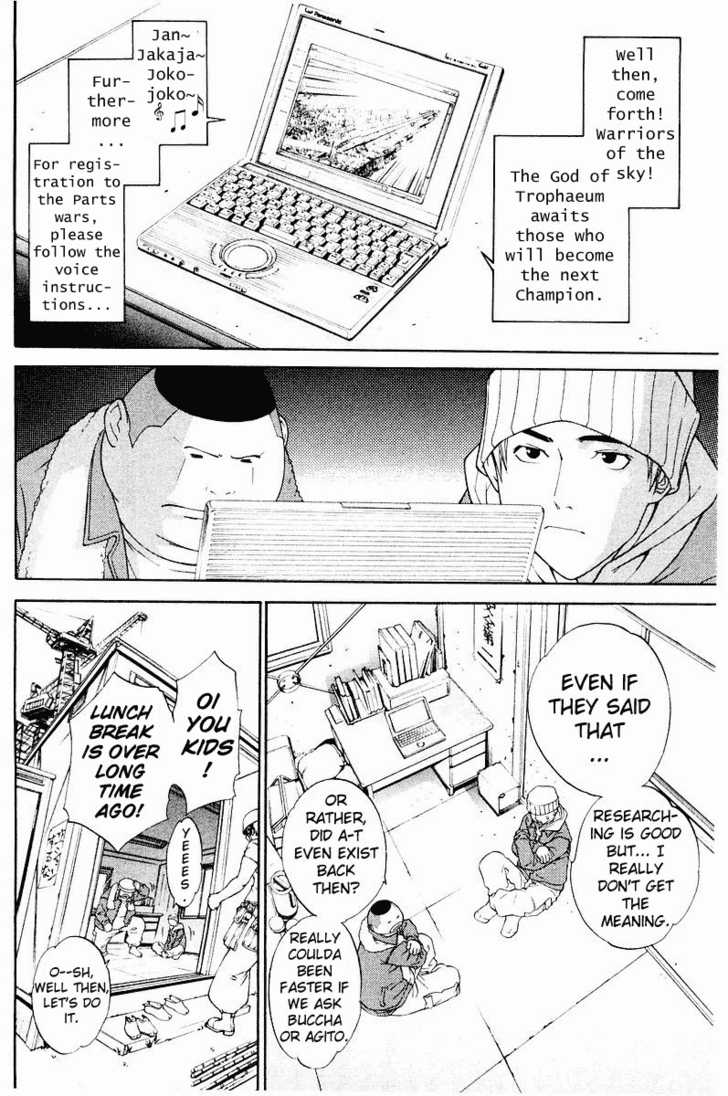 Panasonic
Well
then,
come
forth!
Warriors
of the
sky!
The God of
Trophaeum
awaits
those who
will become
the next
Champion.
Jan~
Jakaja~
Joko-
joko~
Fur-
ther-
more
...
For regis-
tration to
the Parts
wars,
please
follow the
voice
instruc-
tions...
EVEN IF
THEY SAID
THAT
...
RESEARCH-
ING IS GOOD
BUT... I
REALLY
DON'T GET
THE
MEANING.
OR
RATHER,
DID A-T
EVEN EXIST
BACK
THEN?
REALLY
COULDA
BEEN
FASTER IF
WE ASK
BUCCHA
OR AGITO.
OI
YOU
KIDS
!
LUNCH
BREAK
IS OVER
LONG
TIME
AGO!
YEEEES.
O--SH,
WELL THEN,
LET'S DO
IT.